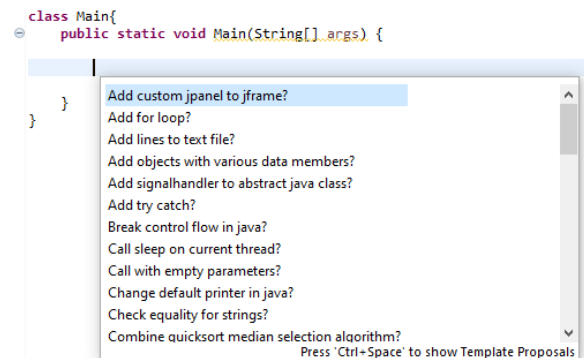 class Main{
public static void Main(String[] args) {
Add custom jpanel to jframe?
Add for loop?
Add lines to text file?
Add objects with various data members?
Add signalhandler to abstract java class?
Add try catch?
Break control flow in java?
Call sleep on current thread?
Call with empty parameters?
Change default printer in java?
Check equality for strings?
Combine quicksort median selection algorithm?
Press 'Ctrl+Space' to show Template Proposals
}
}